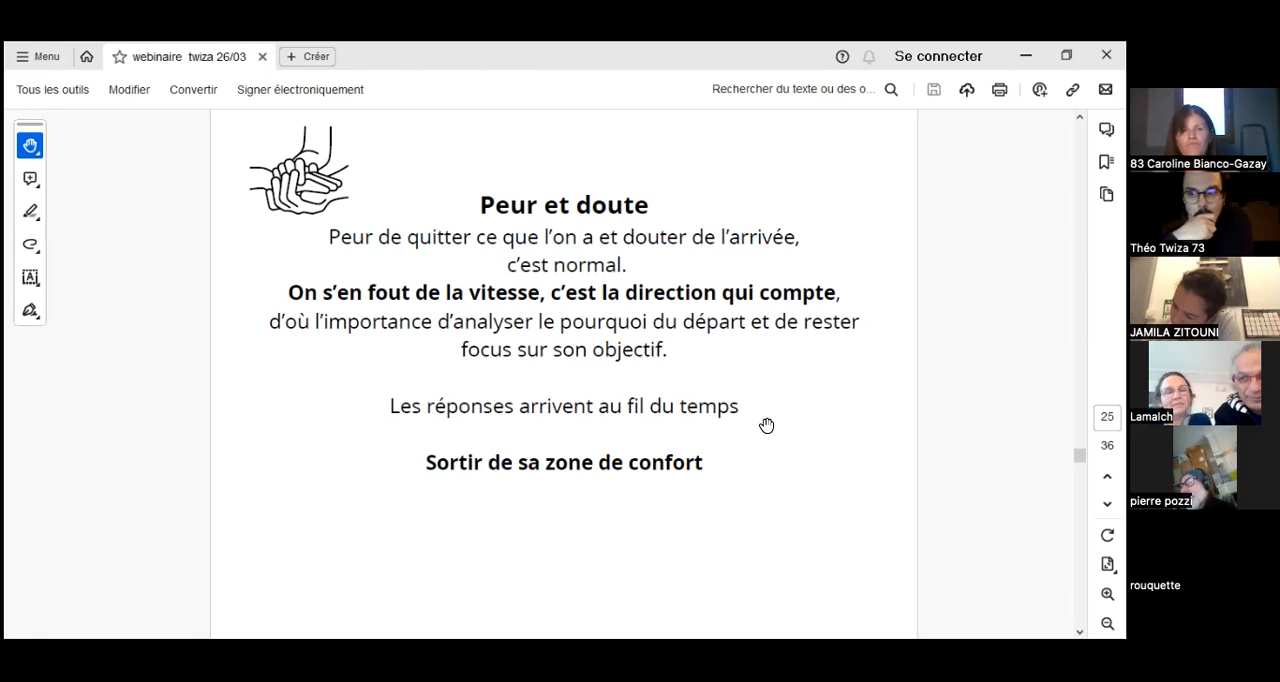 Menu
webinaire twiza 26/03
Créer
Se connecter
Tous les outils
Modifier
Convertir
Signer électroniquement
Rechercher du texte ou des o...
Peur et doute
Peur de quitter ce que l'on a et douter de l'arrivée,
c'est normal.
On s'en fout de la vitesse, c'est la direction qui compte,
d'où l'importance d'analyser le pourquoi du départ et de rester
focus sur son objectif.
Les réponses arrivent au fil du temps
Sortir de sa zone de confort
25
36
83 Caroline Bianco-Gazay
Théo Twiza 73
JAMILA ZITOUNI
Lamalch
pierre pozzi
rouquette